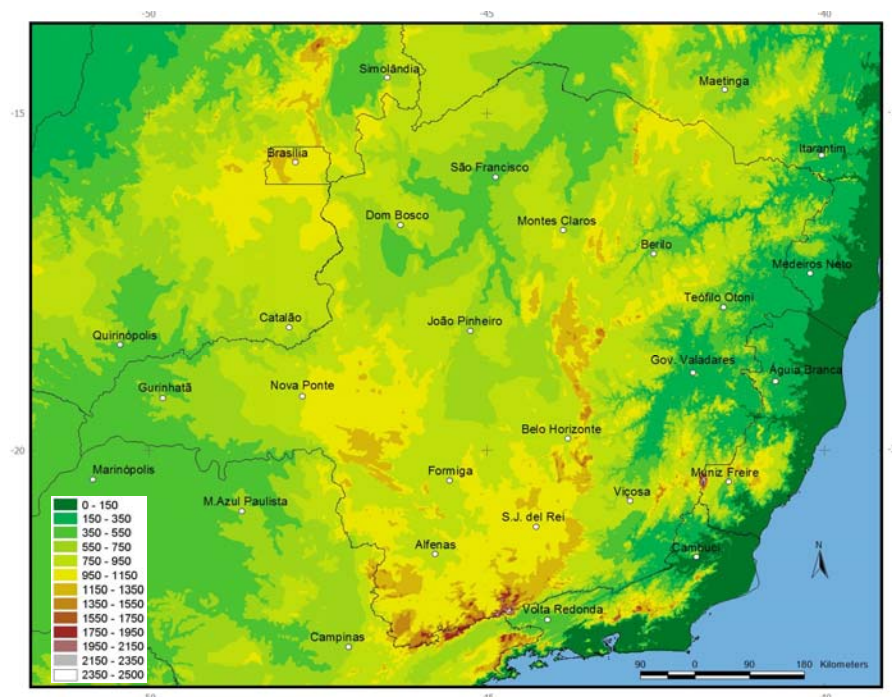 -50 -45 -40
Simolândia
Maetinga
-15
Brasília
Itarantim
São Francisco
Dom Bosco
Montes Claros
Berilo
Medeiros Neto
Teófilo Otoni
Catalão
João Pinheiro
Quirinópolis
Gov. Valadares
Águia Branca
Gurinhatã
Nova Ponte
Belo Horizonte
-20
Marinópolis
Formiga
Muniz Freire
M.Azul Paulista
Viçosa
S.J. del Rei
Alfenas
Cambuci
N
Volta Redonda
Campinas
0 - 150
150 - 350
350 - 550
550 - 750
750 - 950
950 - 1150
1150 - 1350
1350 - 1550
1550 - 1750
1750 - 1950
1950 - 2150
2150 - 2350
2350 - 2500
90 45 0 90 180 Kilometers
-50 -45 -40